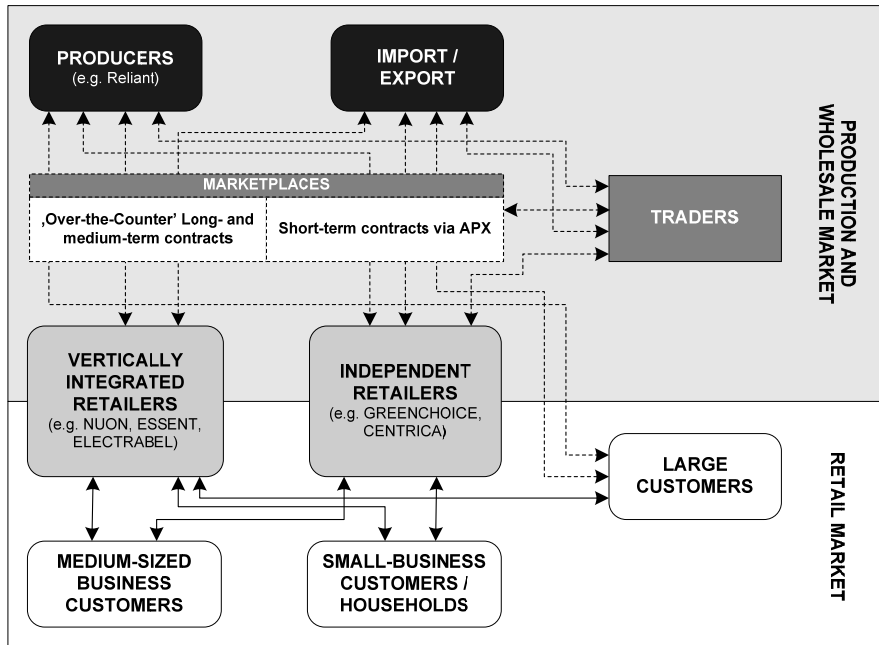 PRODUCERS
(e.g. Reliant)
IMPORT /
EXPORT
PRODUCTION AND
WHOLESALE MARKET
MARKETPLACES
‚Over-the-Counter’ Long- and
medium-term contracts
Short-term contracts via APX
TRADERS
VERTICALLY
INTEGRATED
RETAILERS
(e.g. NUON, ESSENT,
ELECTRABEL)
INDEPENDENT
RETAILERS
(e.g. GREENCHOICE,
CENTRICA)
LARGE
CUSTOMERS
RETAIL MARKET
MEDIUM-SIZED
BUSINESS
CUSTOMERS
SMALL-BUSINESS
CUSTOMERS /
HOUSEHOLDS